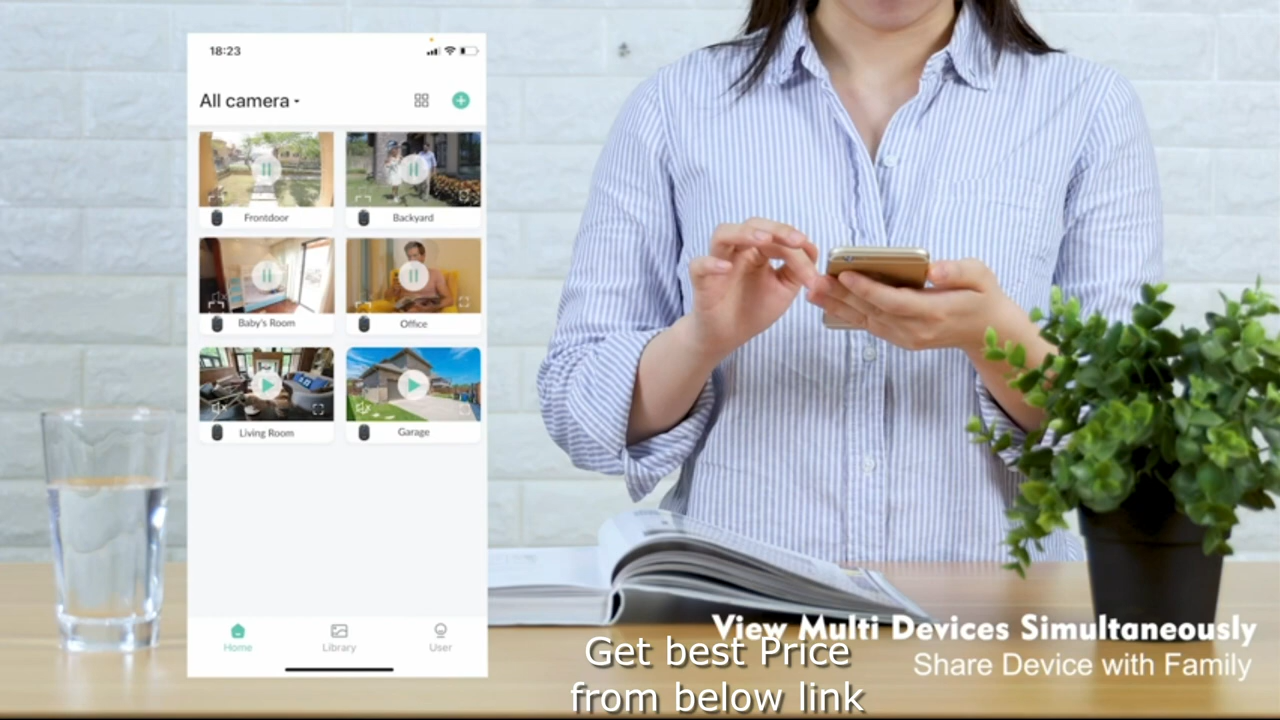 18:23
All camera
Frontdoor
Backyard
Baby's Room
Office
Living Room
Garage
Home
Library
User
View Multi Devices Simultaneously
Share Device with Family
Get best Price
from below link